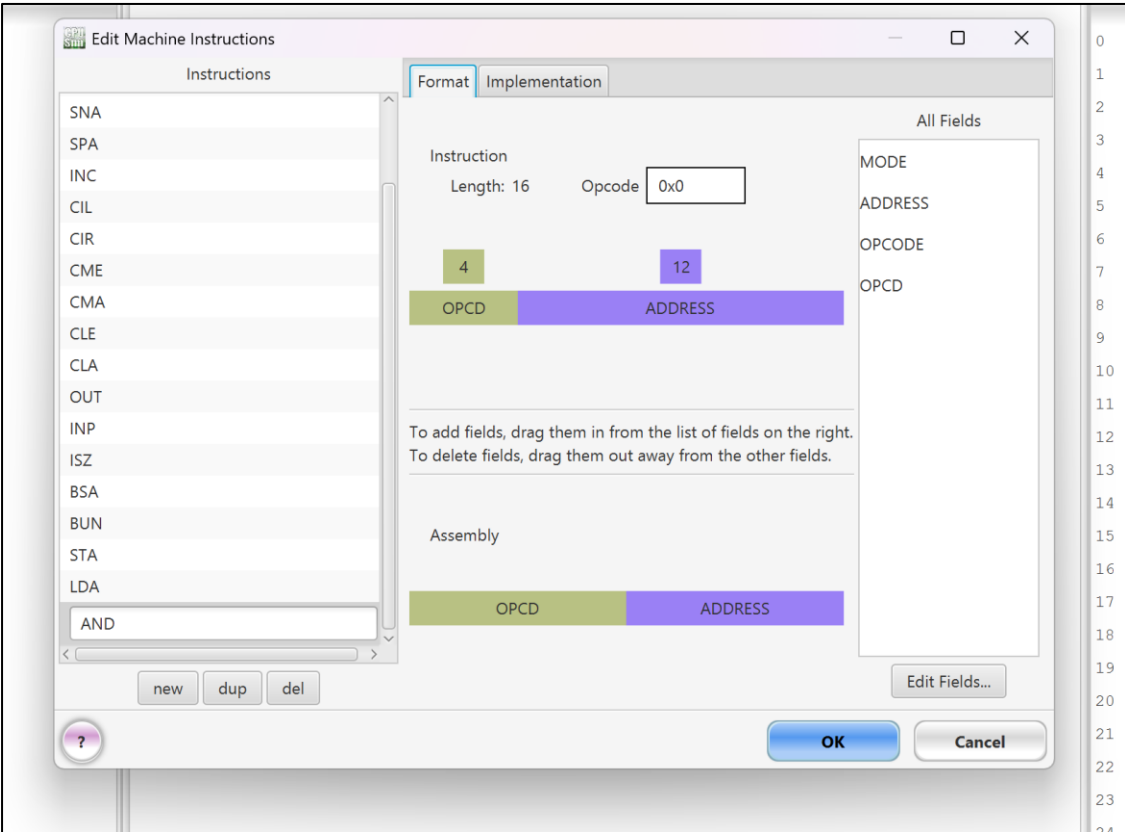 Edit Machine Instructions
Instructions
SNA
SPA
INC
CIL
CIR
CME
CMA
CLE
CLA
OUT
INP
ISZ
BSA
BUN
STA
LDA
AND
new dup del
Format Implementation
Instruction
Length: 16 Opcode 0x0
4 12
OPCD ADDRESS
To add fields, drag them in from the list of fields on the right.
To delete fields, drag them out away from the other fields.
Assembly
OPCD ADDRESS
All Fields
MODE
ADDRESS
OPCODE
OPCD
Edit Fields...
?
OK Cancel
0
1
2
3
4
5
6
7
8
9
10
11
12
13
14
15
16
17
18
19
20
21
22
23